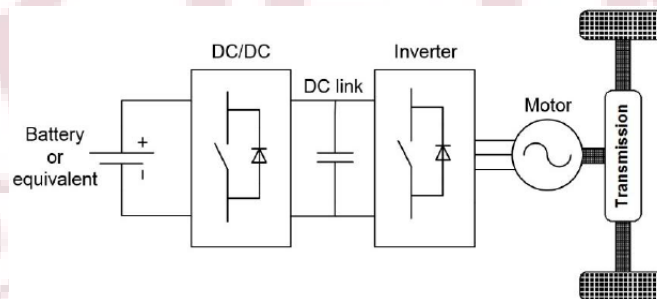 DC/DC
Inverter
DC link
Motor
Battery
or
equivalent
+
-
Transmission